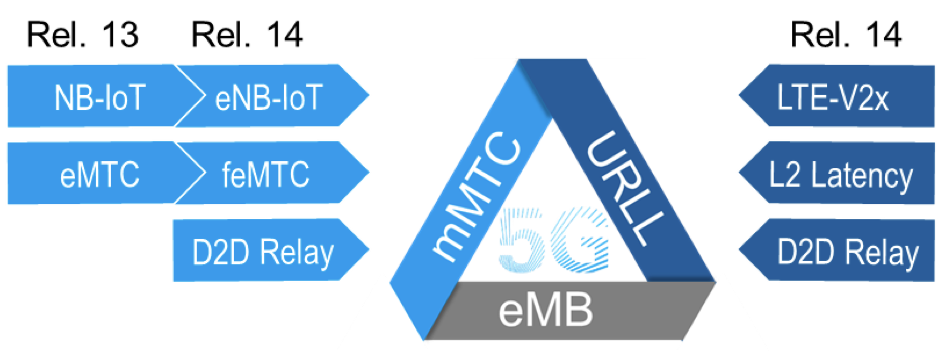 Rel. 13 Rel. 14 Rel. 14
NB-IoT eNB-IoT LTE-V2x
eMTC feMTC L2 Latency
D2D Relay D2D Relay
mMTC
URLL
5G
eMB